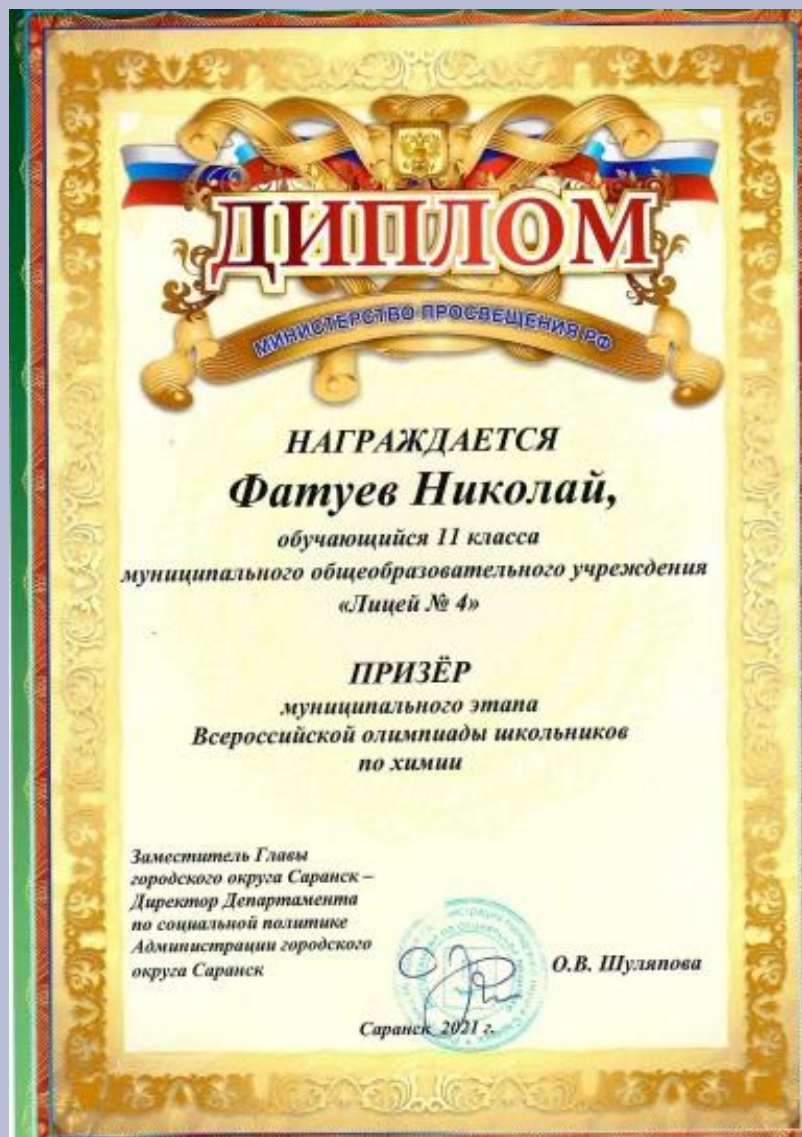 ДИПЛОМ
МИНИСТЕРСТВО ПРОСВЕЩЕНИЯ РФ
НАГРАЖДАЕТСЯ
Фатуев Николай,
обучающийся 11 класса
муниципального общеобразовательного учреждения
«Лицей № 4»
ПРИЗЁР
муниципального этапа
Всероссийской олимпиады школьников
по химии
Заместитель Главы
городского округа Саранск –
Директор Департамента
по социальной политике
Администрации городского
округа Саранск
О.В. Шуляпова
Саранск 2021 г.